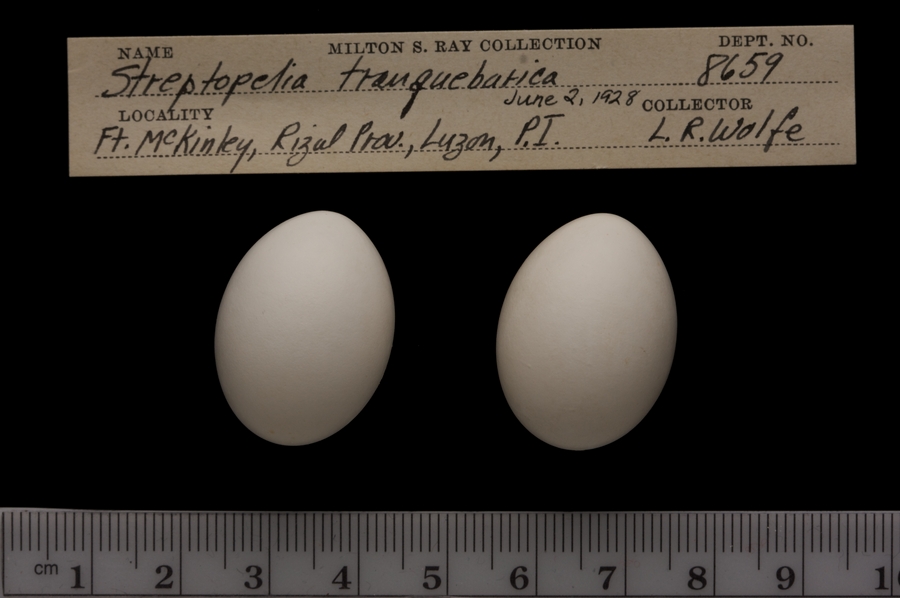 NAME MILTON S. RAY COLLECTION DEPT. NO.
Streptopelia tranquebarica 8659
June 2, 1928
LOCALITY COLLECTOR
Ft. McKinley, Rizal Prov., Luzon, P.I. L. R. Wolfe
cm 1 2 3 4 5 6 7 8 9 1